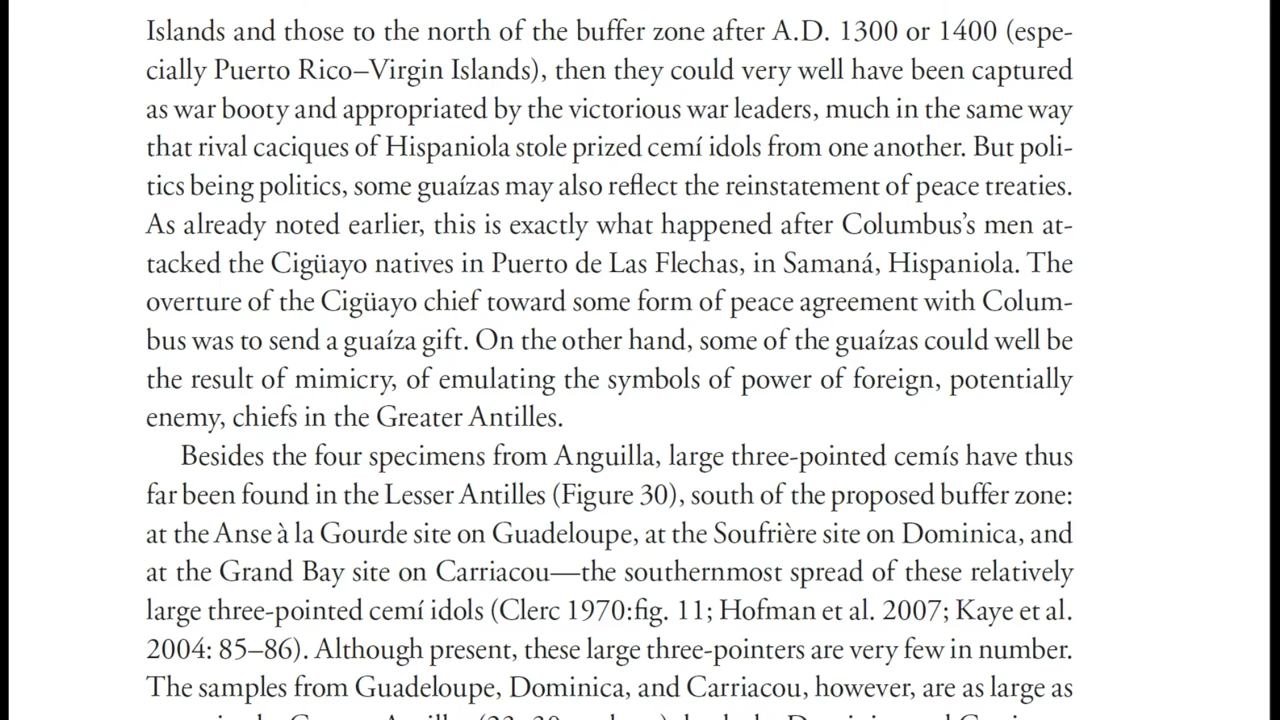 Islands and those to the north of the buffer zone after A.D. 1300 or 1400 (espe-
cially Puerto Rico–Virgin Islands), then they could very well have been captured
as war booty and appropriated by the victorious war leaders, much in the same way
that rival caciques of Hispaniola stole prized cemí idols from one another. But poli-
tics being politics, some guaízas may also reflect the reinstatement of peace treaties.
As already noted earlier, this is exactly what happened after Columbus’s men at-
tacked the Cigüayo natives in Puerto de Las Flechas, in Samaná, Hispaniola. The
overture of the Cigüayo chief toward some form of peace agreement with Colum-
bus was to send a guaíza gift. On the other hand, some of the guaízas could well be
the result of mimicry, of emulating the symbols of power of foreign, potentially
enemy, chiefs in the Greater Antilles.
Besides the four specimens from Anguilla, large three-pointed cemís have thus
far been found in the Lesser Antilles (Figure 30), south of the proposed buffer zone:
at the Anse à la Gourde site on Guadeloupe, at the Soufrière site on Dominica, and
at the Grand Bay site on Carriacou—the southernmost spread of these relatively
large three-pointed cemí idols (Clerc 1970:fig. 11; Hofman et al. 2007; Kaye et al.
2004: 85–86). Although present, these large three-pointers are very few in number.
The samples from Guadeloupe, Dominica, and Carriacou, however, are as large as